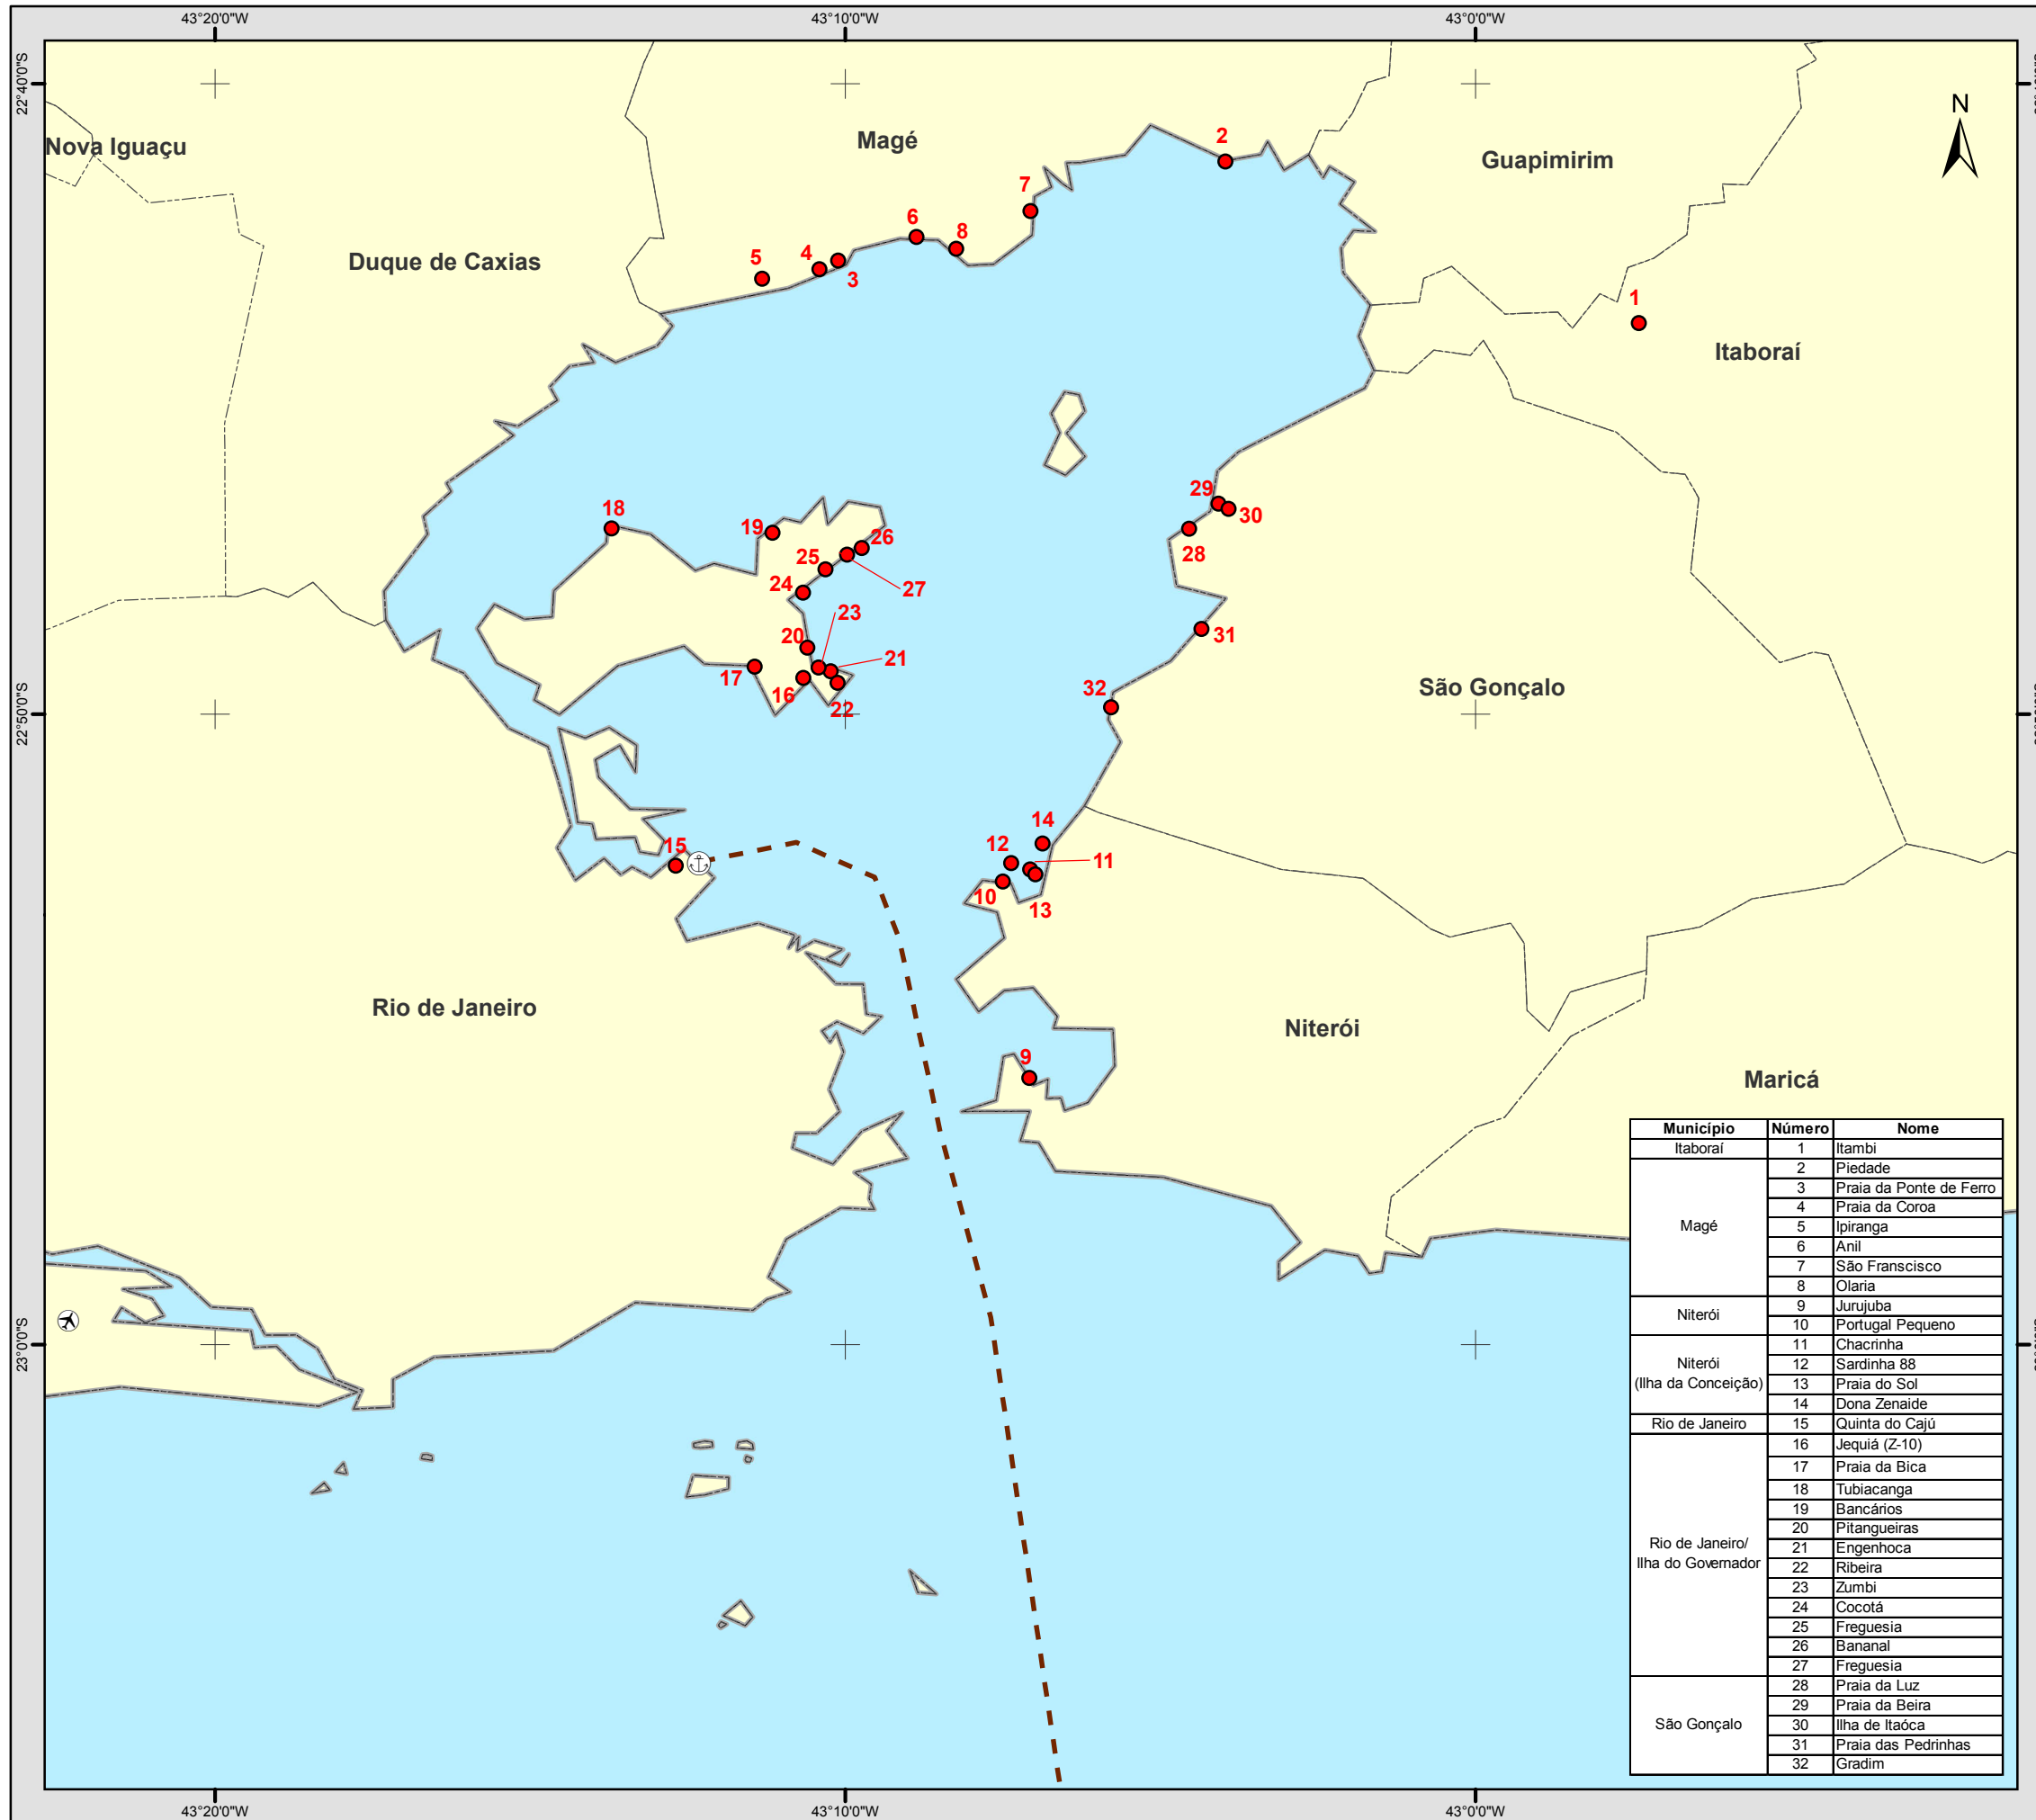 43°20'0"W 43°10'0"W 43°0'0"W
22°40'0"S
N
Magé
2
Nova Iguaçu
Guapimirim
7
6
8
Duque de Caxias
5
4
3
1
Itaboraí
29
18
19
30
26
28
25
27
24
23
31
20
21
17
16
São Gonçalo
32
22
22°50'0"S
14
12
15
11
10
13
Rio de Janeiro
Niterói
9
Maricá
Município Número Nome
Itaboraí 1 Itambi
2 Piedade
3 Praia da Ponte de Ferro
4 Praia da Coroa
Magé 5 Ipiranga
6 Anil
7 São Franscisco
8 Olaria
Niterói 9 Jurujuba
10 Portugal Pequeno
Niterói
(Ilha da Conceição)
11 Chacrinha
12 Sardinha 88
13 Praia do Sol
14 Dona Zenaide
Rio de Janeiro 15 Quinta do Cajú
16 Jequiá (Z-10)
17 Praia da Bica
18 Tubiacanga
19 Bancários
20 Pitangueiras
Rio de Janeiro/
Ilha do Governador
21 Engenhoca
22 Ribeira
23 Zumbi
24 Cocotá
25 Freguesia
26 Bananal
27 Freguesia
28 Praia da Luz
29 Praia da Beira
São Gonçalo 30 Ilha de Itaóca
31 Praia das Pedrinhas
32 Gradim
23°0'0"S
43°20'0"W 43°10'0"W 43°0'0"W